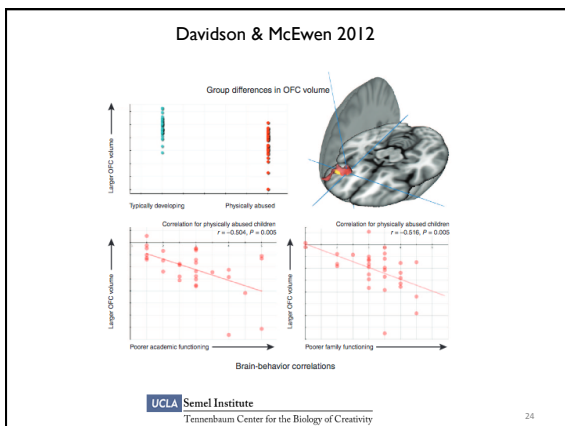 Davidson & McEwen 2012
Group differences in OFC volume
Larger OFC volume
Typically developing
Physically abused
Correlation for physically abused children
r = –0.504, P = 0.005
Larger OFC volume
Poorer academic functioning
Correlation for physically abused children
r = –0.516, P = 0.005
Larger OFC volume
Poorer family functioning
Brain-behavior correlations
UCLA Semel Institute
Tennenbaum Center for the Biology of Creativity
24